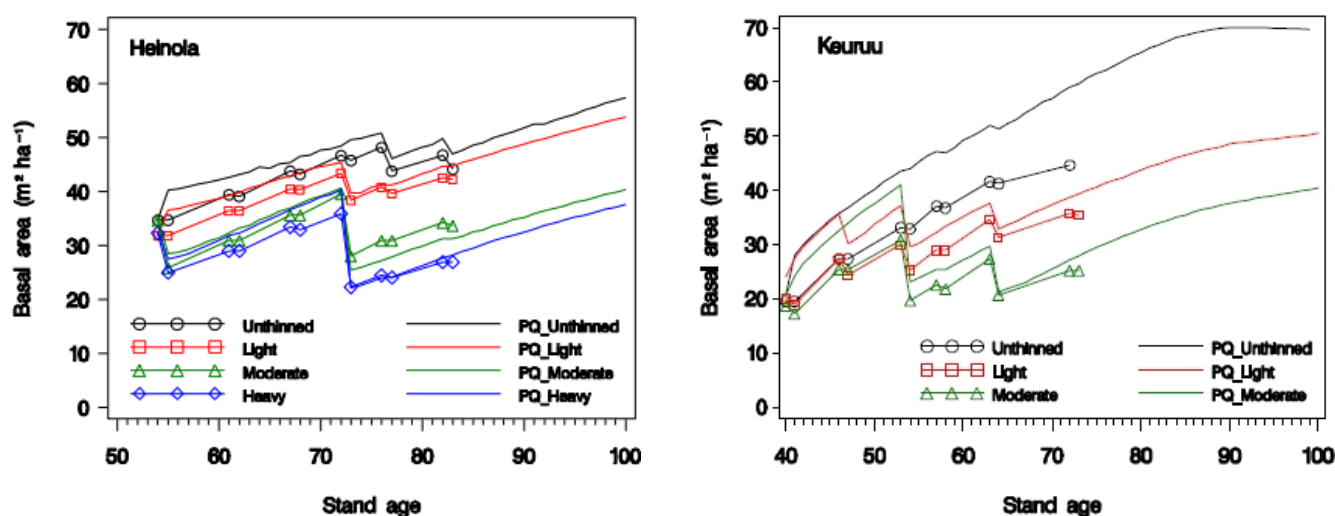 Heinola
Basal area (m² ha⁻¹)
70
60
50
40
30
20
10
0
50 60 70 80 90 100
Stand age
Unthinned PQ_Unthinned
Light PQ_Light
Moderate PQ_Moderate
Heavy PQ_Heavy
Keuruu
Basal area (m² ha⁻¹)
70
60
50
40
30
20
10
0
40 50 60 70 80 90 100
Stand age
Unthinned PQ_Unthinned
Light PQ_Light
Moderate PQ_Moderate